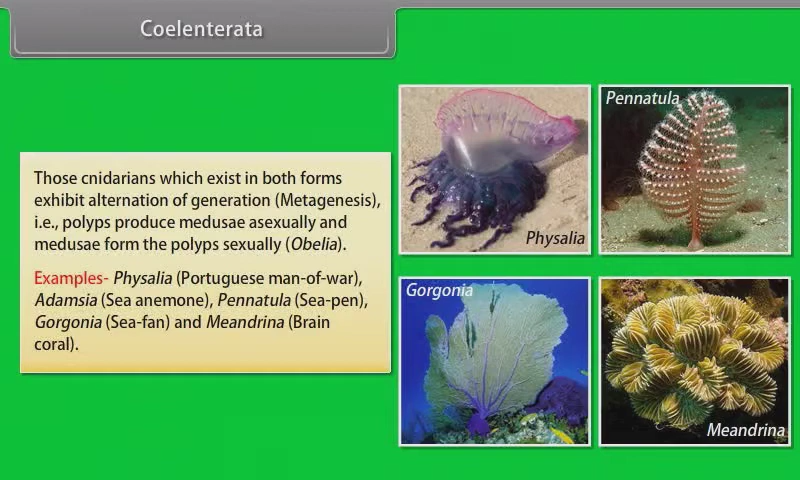 Coelenterata
Those cnidarians which exist in both forms
exhibit alternation of generation (Metagenesis),
i.e., polyps produce medusae asexually and
medusae form the polyps sexually (Obelia).
Examples- Physalia (Portuguese man-of-war),
Adamsia (Sea anemone), Pennatula (Sea-pen),
Gorgonia (Sea-fan) and Meandrina (Brain
coral).
Physalia
Pennatula
Gorgonia
Meandrina